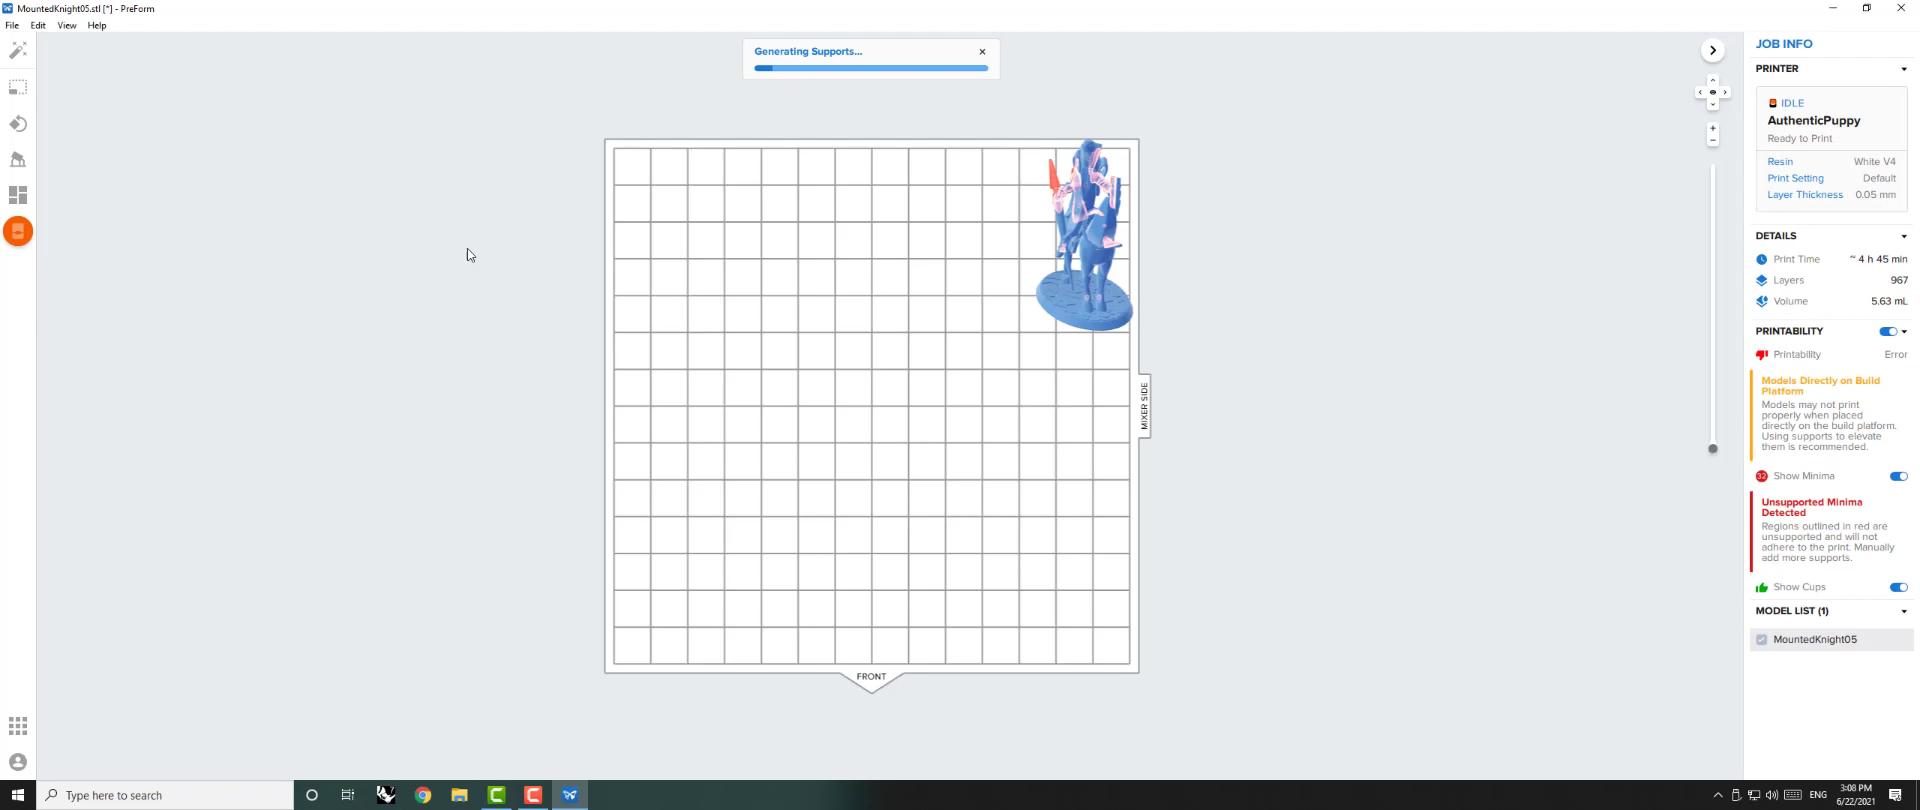 MountedKnight05.stl [*] - PreForm
File Edit View Help
Generating Supports...
JOB INFO
PRINTER
IDLE
AuthenticPuppy
Ready to Print
Resin White V4
Print Setting Default
Layer Thickness 0.05 mm
DETAILS
Print Time ~ 4 h 45 min
Layers 967
Volume 5.63 mL
PRINTABILITY
Printability Error
Models Directly on Build
Platform
Models may not print
properly when placed
directly on the build platform.
Using supports to elevate
them is recommended.
32 Show Minima
Unsupported Minima
Detected
Regions outlined in red are
unsupported and will not
adhere to the print. Manually
add more supports.
Show Cups
MODEL LIST (1)
MountedKnight05
MIXER SIDE
FRONT
Type here to search
ENG
3:08 PM
6/22/2021